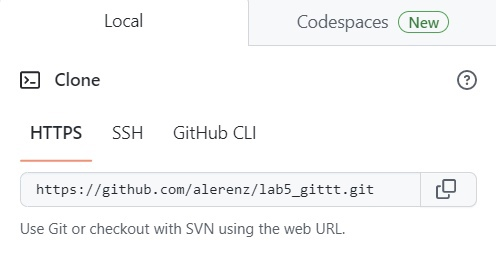 Local
Codespaces New
Clone
HTTPS SSH GitHub CLI
https://github.com/alerenz/lab5_gittt.git
Use Git or checkout with SVN using the web URL.